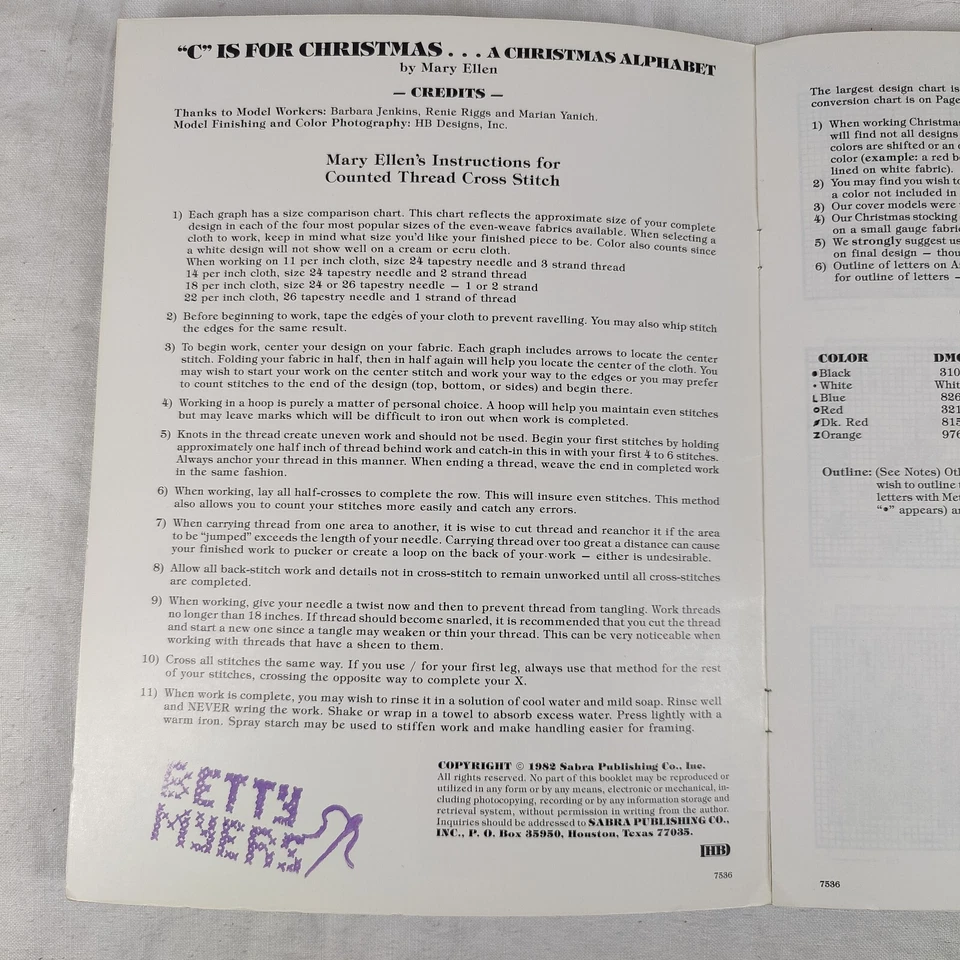 “C” IS FOR CHRISTMAS . . . A CHRISTMAS ALPHABET
by Mary Ellen
— CREDITS —
Thanks to Model Workers: Barbara Jenkins, Renie Riggs and Marian Yanich.
Model Finishing and Color Photography: HB Designs, Inc.
Mary Ellen's Instructions for
Counted Thread Cross Stitch
1) Each graph has a size comparison chart. This chart reflects the approximate size of your complete
design in each of the four most popular sizes of the even-weave fabrics available. When selecting a
cloth to work, keep in mind what size you'd like your finished piece to be. Color also counts since
a white design will not show well on a cream or ecru cloth.
When working on 11 per inch cloth, size 24 tapestry needle and 3 strand thread
14 per inch cloth, size 24 tapestry needle and 2 strand thread
18 per inch cloth, size 24 or 26 tapestry needle — 1 or 2 strand
22 per inch cloth, 26 tapestry needle and 1 strand of thread
2) Before beginning to work, tape the edges of your cloth to prevent ravelling. You may also whip stitch
the edges for the same result.
3) To begin work, center your design on your fabric. Each graph includes arrows to locate the center
stitch. Folding your fabric in half, then in half again will help you locate the center of the cloth. You
may wish to start your work on the center stitch and work your way to the edges or you may prefer
to count stitches to the end of the design (top, bottom, or sides) and begin there.
4) Working in a hoop is purely a matter of personal choice. A hoop will help you maintain even stitches
but may leave marks which will be difficult to iron out when work is completed.
5) Knots in the thread create uneven work and should not be used. Begin your first stitches by holding
approximately one half inch of thread behind work and catch-in this in with your first 4 to 6 stitches.
Always anchor your thread in this manner. When ending a thread, weave the end in completed work
in the same fashion.
6) When working, lay all half-crosses to complete the row. This will insure even stitches. This method
also allows you to count your stitches more easily and catch any errors.
7) When carrying thread from one area to another, it is wise to cut thread and reanchor it if the area
to be “jumped” exceeds the length of your needle. Carrying thread over too great a distance can cause
your finished work to pucker or create a loop on the back of your work — either is undesirable.
8) Allow all back-stitch work and details not in cross-stitch to remain unworked until all cross-stitches
are completed.
9) When working, give your needle a twist now and then to prevent thread from tangling. Work threads
no longer than 18 inches. If thread should become snarled, it is recommended that you cut the thread
and start a new one since a tangle may weaken or thin your thread. This can be very noticeable when
working with threads that have a sheen to them.
10) Cross all stitches the same way. If you use / for your first leg, always use that method for the rest
of your stitches, crossing the opposite way to complete your X.
11) When work is complete, you may wish to rinse it in a solution of cool water and mild soap. Rinse well
and NEVER wring the work. Shake or wrap in a towel to absorb excess water. Press lightly with a
warm iron. Spray starch may be used to stiffen work and make handling easier for framing.
BETTY
MYERS
COPYRIGHT © 1982 Sabra Publishing Co., Inc.
All rights reserved. No part of this booklet may be reproduced or
utilized in any form or by any means, electronic or mechanical, in-
cluding photocopying, recording or by any information storage and
retrieval system, without permission in writing from the author.
Inquiries should be addressed to SABRA PUBLISHING CO.,
INC., P. O. Box 35950, Houston, Texas 77035.
HB
7536
The largest design chart is
conversion chart is on Page
1) When working Christmas
will find not all designs
colors are shifted or an
color (example: a red
lined on white fabric).
2) You may find you wish to
a color not included in
3) Our cover models were
4) Our Christmas stocking
on a small gauge
5) We strongly suggest
on final design —
6) Outline of letters on
for outline of letters —
COLOR DMC
Black 310
White
Blue 826
Red 321
Dk. Red 815
Orange 976
Outline: (See Notes)
wish to outline
letters with
“•” appears)
7536